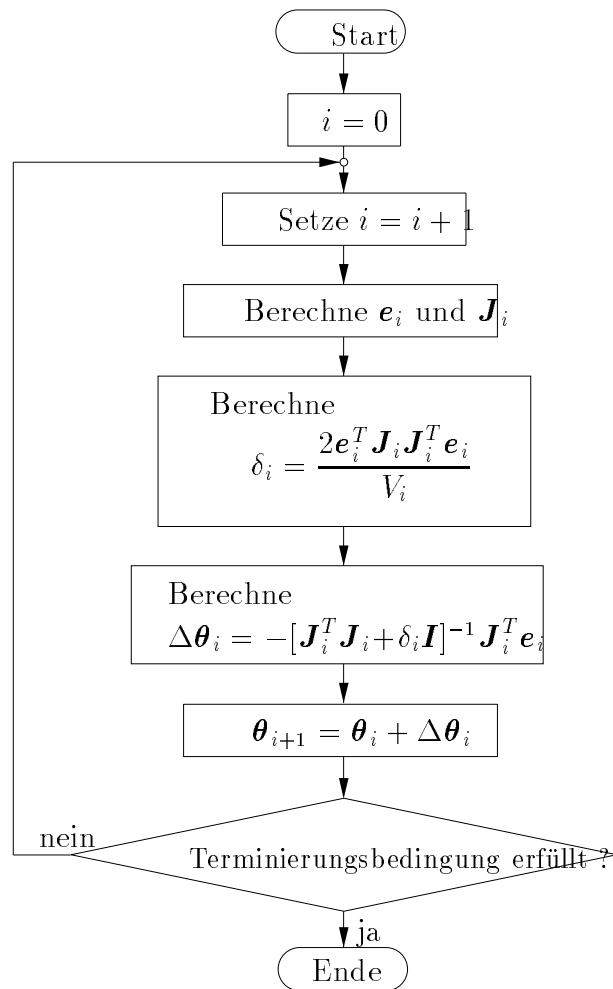 Start
i = 0
Setze i = i + 1
Berechne e_i und J_i
Berechne
δ_i = \frac{2e_i^T J_i J_i^T e_i}{V_i}
Berechne
Δθ_i = −[J_i^T J_i+δ_i I]^{−1} J_i^T e_i
θ_{i+1} = θ_i + Δθ_i
nein
Terminierungsbedingung erfüllt ?
ja
Ende